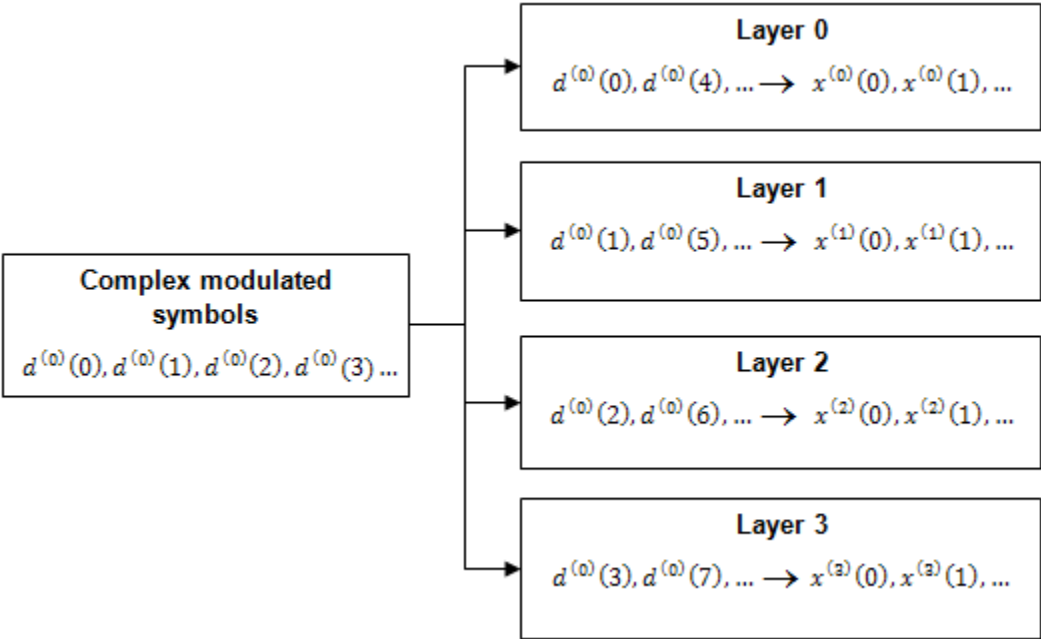 Layer 0
d⁽⁰⁾(0), d⁽⁰⁾(4), ... → x⁽⁰⁾(0), x⁽⁰⁾(1), ...
Layer 1
d⁽⁰⁾(1), d⁽⁰⁾(5), ... → x⁽¹⁾(0), x⁽¹⁾(1), ...
Complex modulated
symbols
d⁽⁰⁾(0), d⁽⁰⁾(1), d⁽⁰⁾(2), d⁽⁰⁾(3) ...
Layer 2
d⁽⁰⁾(2), d⁽⁰⁾(6), ... → x⁽²⁾(0), x⁽²⁾(1), ...
Layer 3
d⁽⁰⁾(3), d⁽⁰⁾(7), ... → x⁽³⁾(0), x⁽³⁾(1), ...